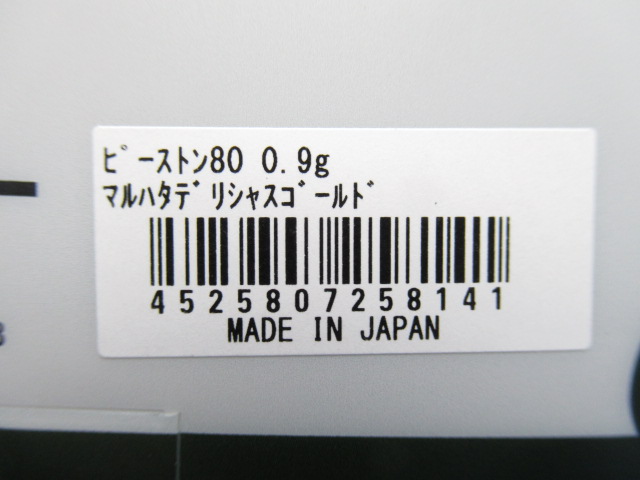 ﾋﾟｰｽﾄﾝ80 0.9g
ﾏﾙﾊﾀﾃﾞﾘｼｬｽｺﾞｰﾙﾄﾞ
4525807258141
MADE IN JAPAN